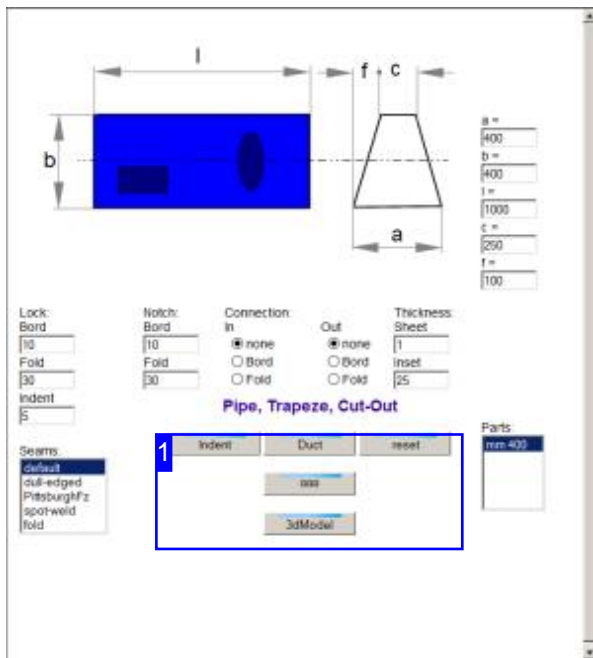 l
f c
b
a
a =
400
b =
400
l =
1000
c =
250
f =
100
Lock:
Bord
10
Fold
30
Indent
5
Notch:
Bord
10
Fold
30
Connection:
In Out
none none
Bord Bord
Fold Fold
Thickness:
Sheet
1
Inset
25
Pipe, Trapeze, Cut-Out
Seams:
default
dull-edged
PittsburghFz
spot-weld
fold
1
Indent Duct reset
3dModel
Parts:
mm 400